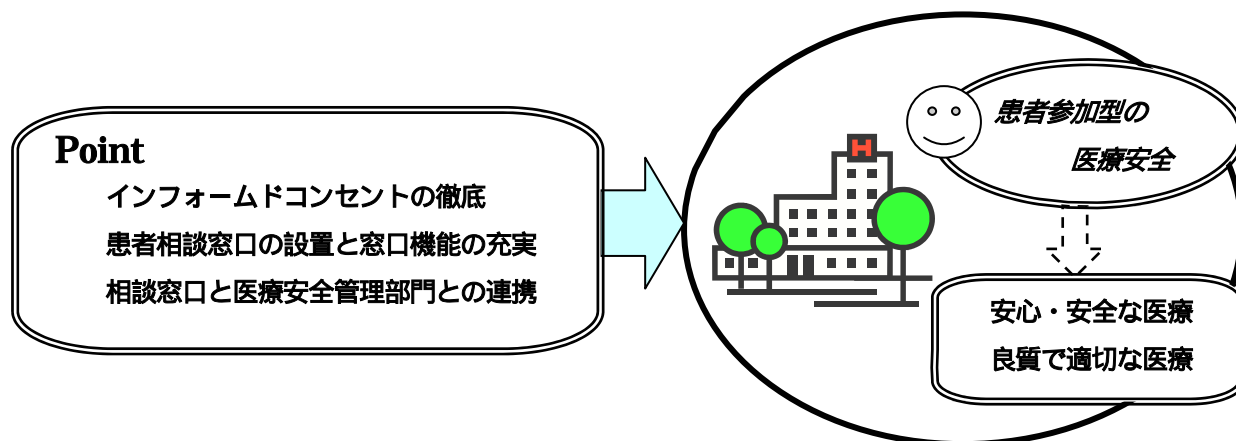 Point
インフォームドコンセントの徹底
患者相談窓口の設置と窓口機能の充実
相談窓口と医療安全管理部門との連携
H
患者参加型の
医療安全
安心・安全な医療
良質で適切な医療